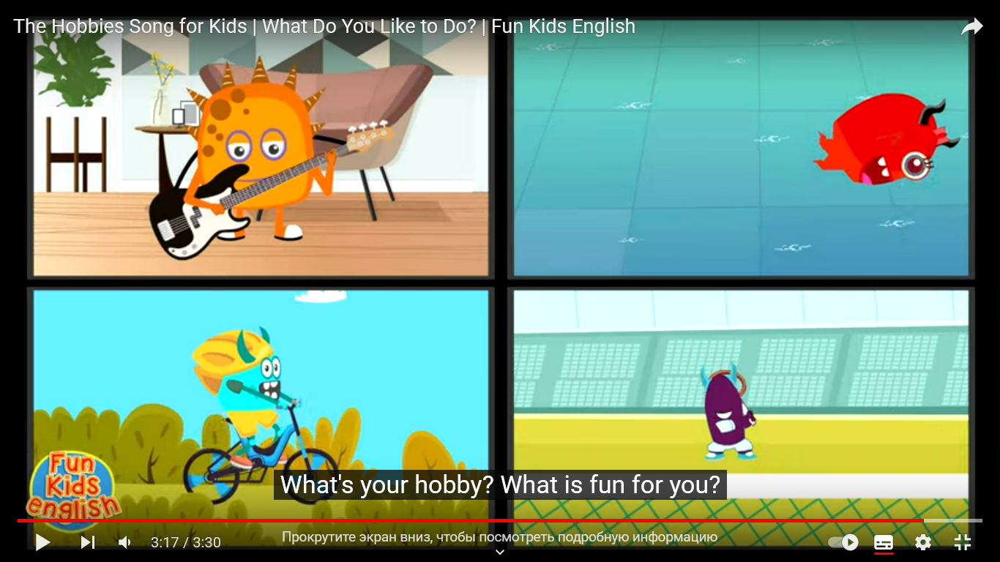 The Hobbies Song for Kids | What Do You Like to Do? | Fun Kids English
Fun
Kids
english
What's your hobby? What is fun for you?
3:17 / 3:30
Прокрутите экран вниз, чтобы посмотреть подробную информацию